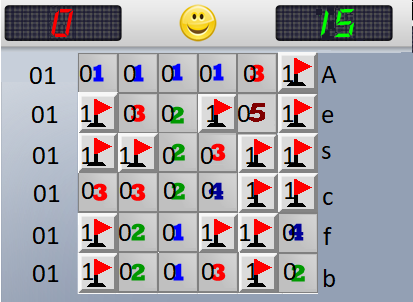 0 15
01 01 01 01 01 03 1 A
01 1 03 02 1 05 1 e
01 1 1 02 03 1 1 s
01 03 03 02 04 1 1 c
01 1 02 01 1 1 04 f
01 1 02 01 03 1 02 b